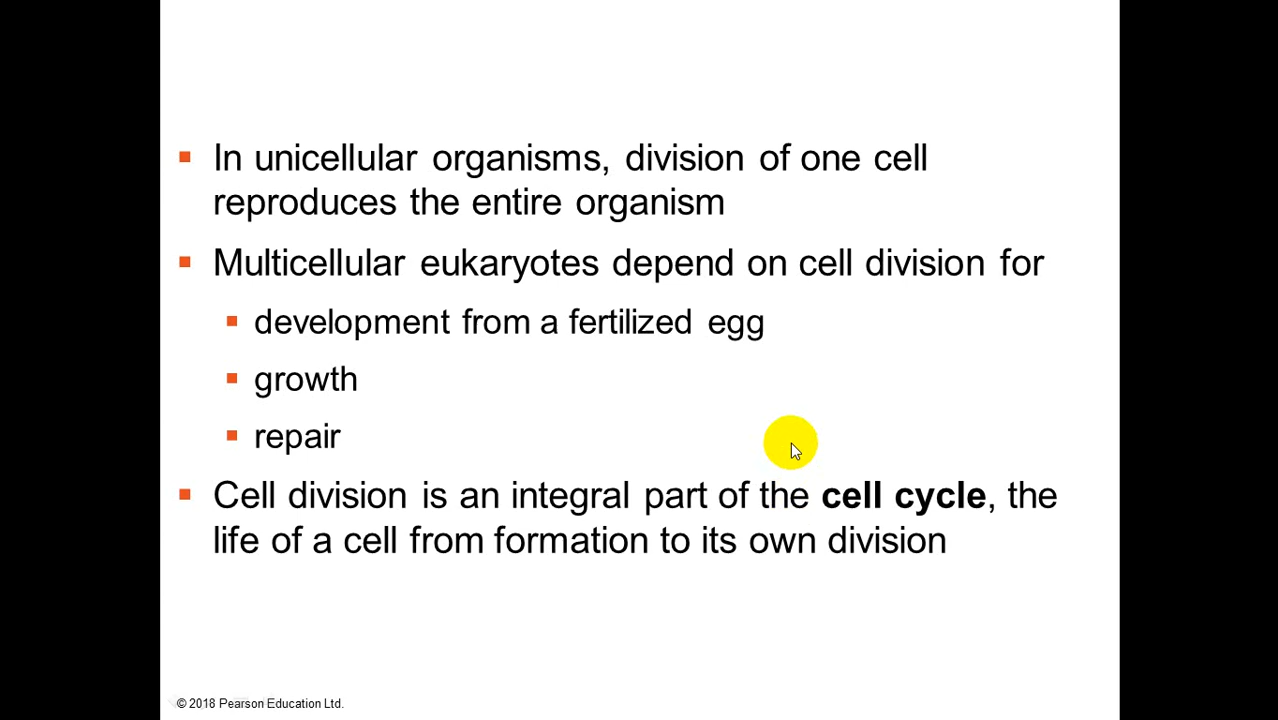 In unicellular organisms, division of one cell
reproduces the entire organism
Multicellular eukaryotes depend on cell division for
development from a fertilized egg
growth
repair
Cell division is an integral part of the cell cycle, the
life of a cell from formation to its own division
© 2018 Pearson Education Ltd.